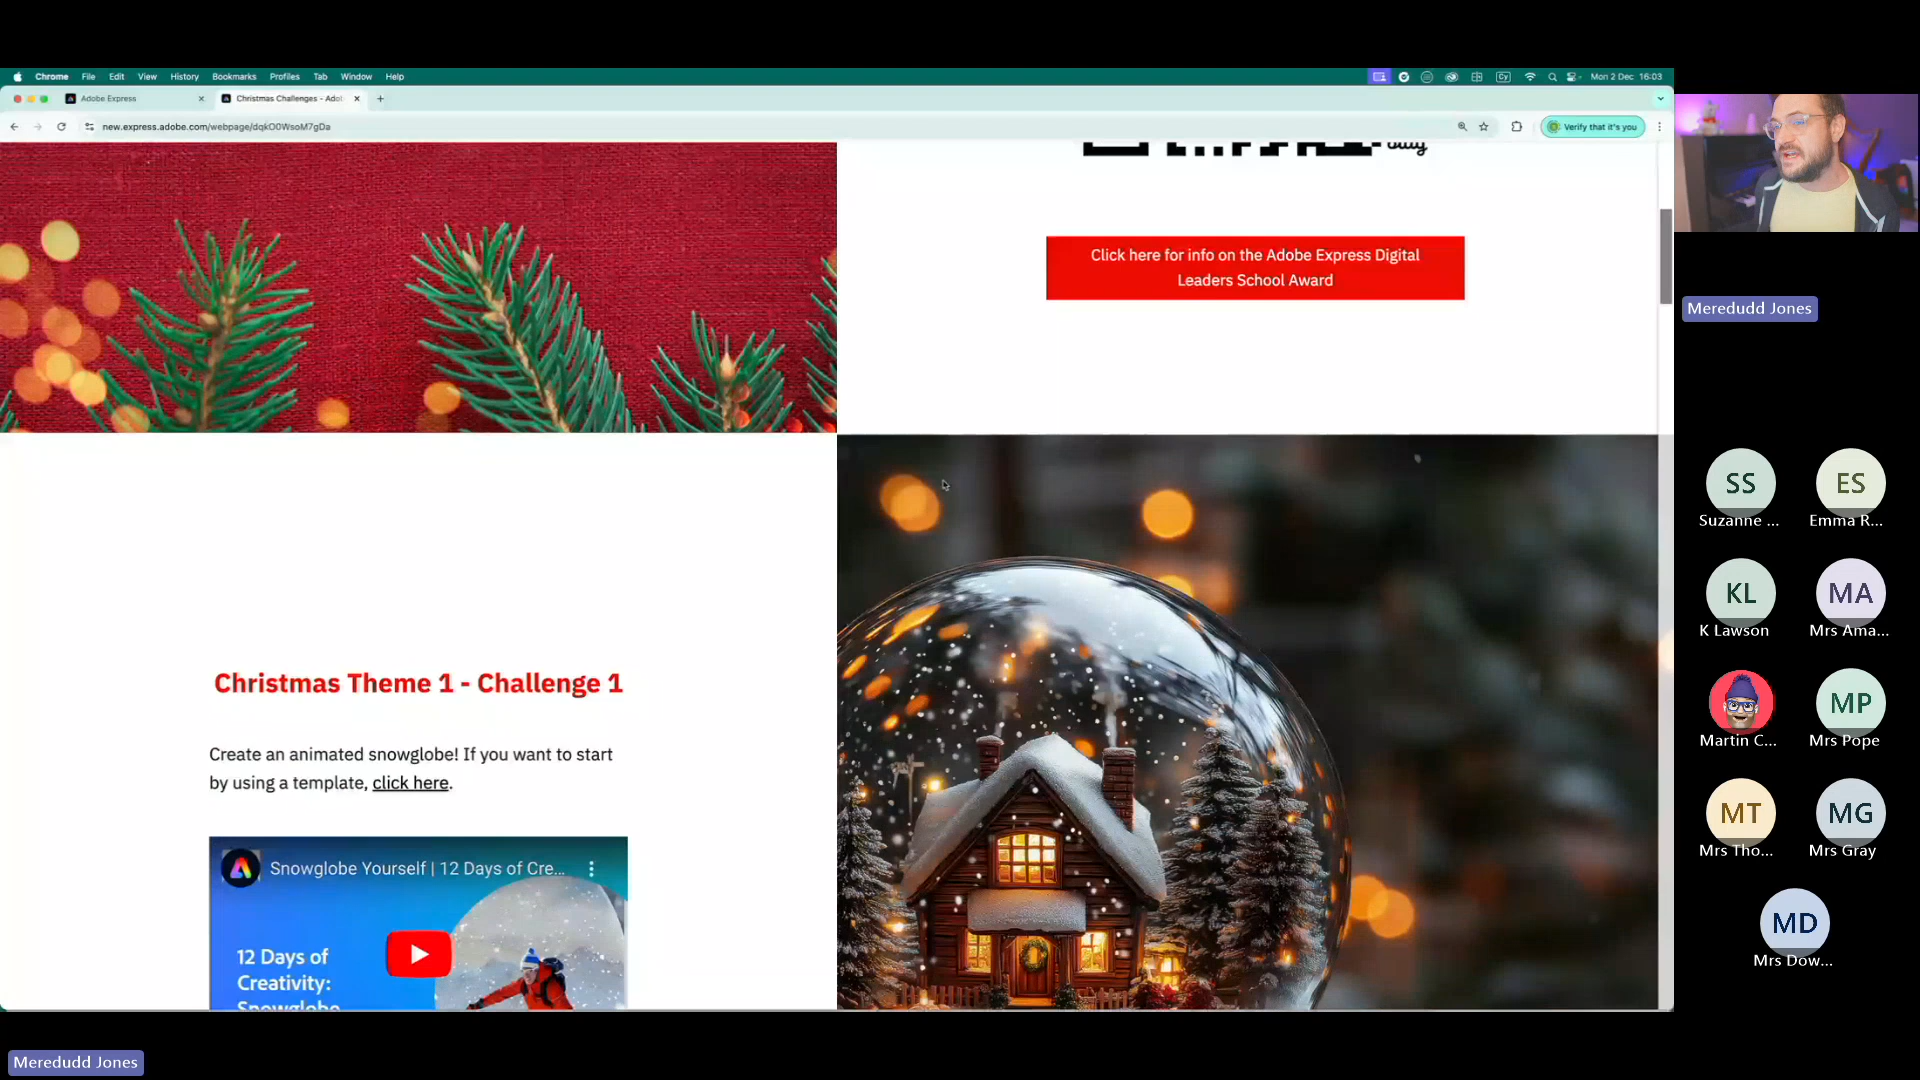 Chrome File Edit View History Bookmarks Profiles Tab Window Help
Cy
Mon 2 Dec 16:03
Adobe Express
Christmas Challenges - Adob
new.express.adobe.com/webpage/dqkO0WsoM7gDa
Verify that it's you
Click here for info on the Adobe Express Digital
Leaders School Award
Christmas Theme 1 - Challenge 1
Create an animated snowglobe! If you want to start
by using a template, click here.
Snowglobe Yourself | 12 Days of Cre...
12 Days of
Creativity:
Snowglobe
Meredudd Jones
SS
Suzanne ...
ES
Emma R...
KL
K Lawson
MA
Mrs Ama...
Martin C...
MP
Mrs Pope
MT
Mrs Tho...
MG
Mrs Gray
MD
Mrs Dow...
Meredudd Jones